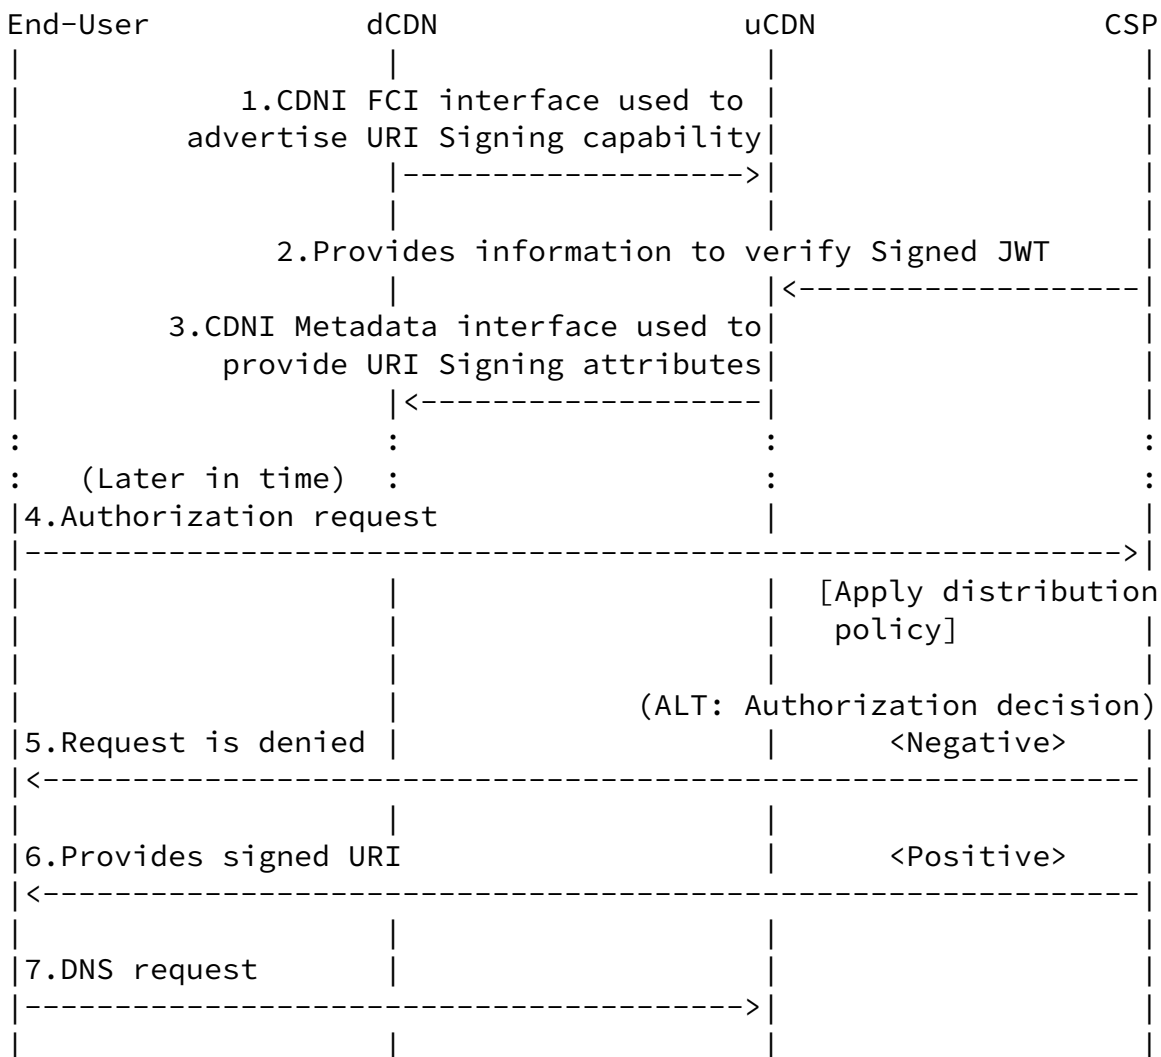 End-User dCDN uCDN CSP
1.CDNI FCI interface used to
advertise URI Signing capability
2.Provides information to verify Signed JWT
3.CDNI Metadata interface used to
provide URI Signing attributes
(Later in time)
4.Authorization request
[Apply distribution
policy]
(ALT: Authorization decision)
5.Request is denied <Negative>
6.Provides signed URI <Positive>
7.DNS request